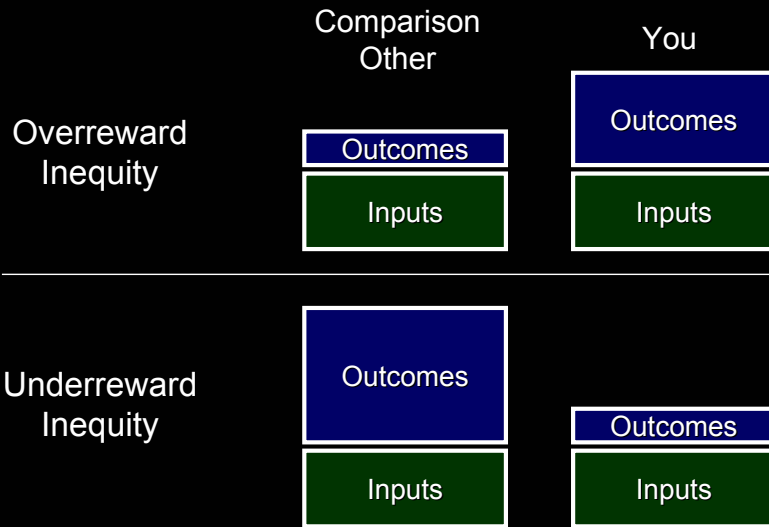 Comparison
Other
You
Overreward
Inequity
Outcomes
Outcomes
Inputs
Inputs
Underreward
Inequity
Outcomes
Outcomes
Inputs
Inputs